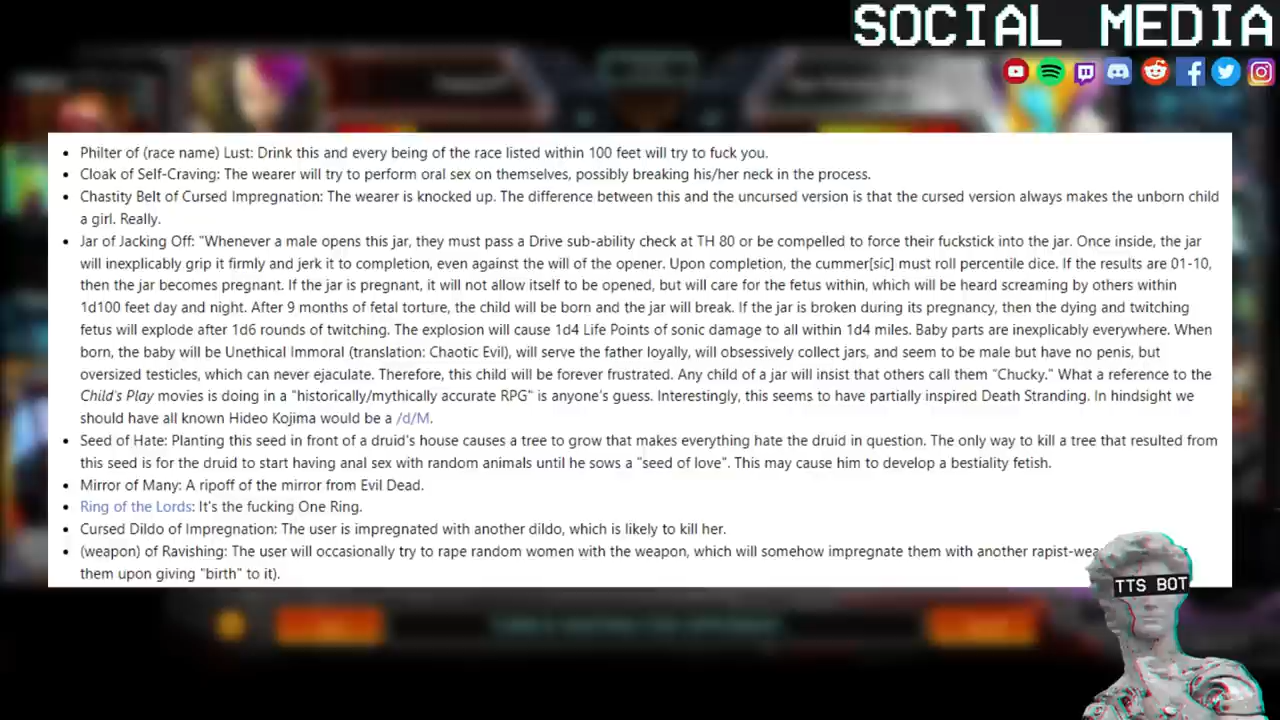 SOCIAL MEDIA
Philter of (race name) Lust: Drink this and every being of the race listed within 100 feet will try to fuck you.
Cloak of Self-Craving: The wearer will try to perform oral sex on themselves, possibly breaking his/her neck in the process.
Chastity Belt of Cursed Impregnation: The wearer is knocked up. The difference between this and the uncursed version is that the cursed version always makes the unborn child
a girl. Really.
Jar of Jacking Off: "Whenever a male opens this jar, they must pass a Drive sub-ability check at TH 80 or be compelled to force their fuckstick into the jar. Once inside, the jar
will inexplicably grip it firmly and jerk it to completion, even against the will of the opener. Upon completion, the cummer[sic] must roll percentile dice. If the results are 01-10,
then the jar becomes pregnant. If the jar is pregnant, it will not allow itself to be opened, but will care for the fetus within, which will be heard screaming by others within
1d100 feet day and night. After 9 months of fetal torture, the child will be born and the jar will break. If the jar is broken during its pregnancy, then the dying and twitching
fetus will explode after 1d6 rounds of twitching. The explosion will cause 1d4 Life Points of sonic damage to all within 1d4 miles. Baby parts are inexplicably everywhere. When
born, the baby will be Unethical Immoral (translation: Chaotic Evil), will serve the father loyally, will obsessively collect jars, and seem to be male but have no penis, but
oversized testicles, which can never ejaculate. Therefore, this child will be forever frustrated. Any child of a jar will insist that others call them "Chucky." What a reference to the
Child's Play movies is doing in a "historically/mythically accurate RPG" is anyone's guess. Interestingly, this seems to have partially inspired Death Stranding. In hindsight we
should have all known Hideo Kojima would be a /d/M.
Seed of Hate: Planting this seed in front of a druid's house causes a tree to grow that makes everything hate the druid in question. The only way to kill a tree that resulted from
this seed is for the druid to start having anal sex with random animals until he sows a "seed of love". This may cause him to develop a bestiality fetish.
Mirror of Many: A ripoff of the mirror from Evil Dead.
Ring of the Lords: It's the fucking One Ring.
Cursed Dildo of Impregnation: The user is impregnated with another dildo, which is likely to kill her.
(weapon) of Ravishing: The user will occasionally try to rape random women with the weapon, which will somehow impregnate them with another
them upon giving "birth" to it).
TTS BOT